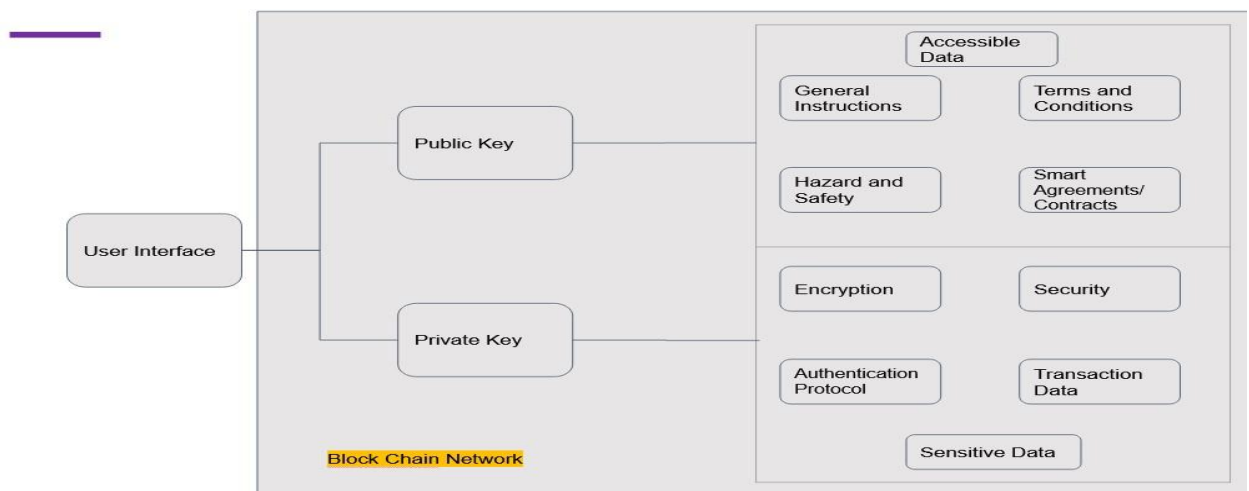 Accessible
Data
General
Instructions
Terms and
Conditions
Public Key
Hazard and
Safety
Smart
Agreements/
Contracts
User Interface
Encryption
Security
Private Key
Authentication
Protocol
Transaction
Data
Block Chain Network
Sensitive Data